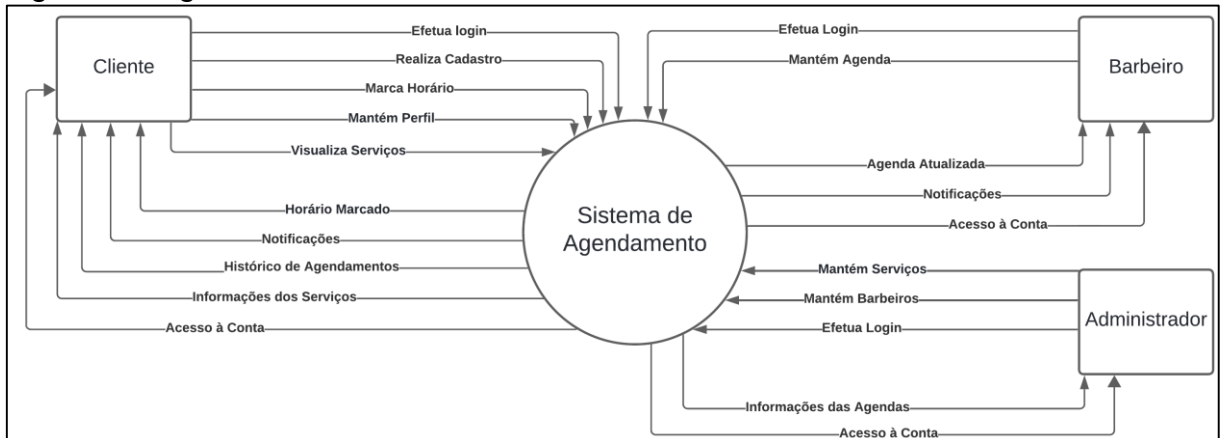 Cliente
Efetua login
Realiza Cadastro
Marca Horário
Mantém Perfil
Visualiza Serviços
Horário Marcado
Notificações
Histórico de Agendamentos
Informações dos Serviços
Acesso à Conta
Sistema de
Agendamento
Efetua Login
Mantém Agenda
Barbeiro
Agenda Atualizada
Notificações
Acesso à Conta
Mantém Serviços
Mantém Barbeiros
Efetua Login
Administrador
Informações das Agendas
Acesso à Conta